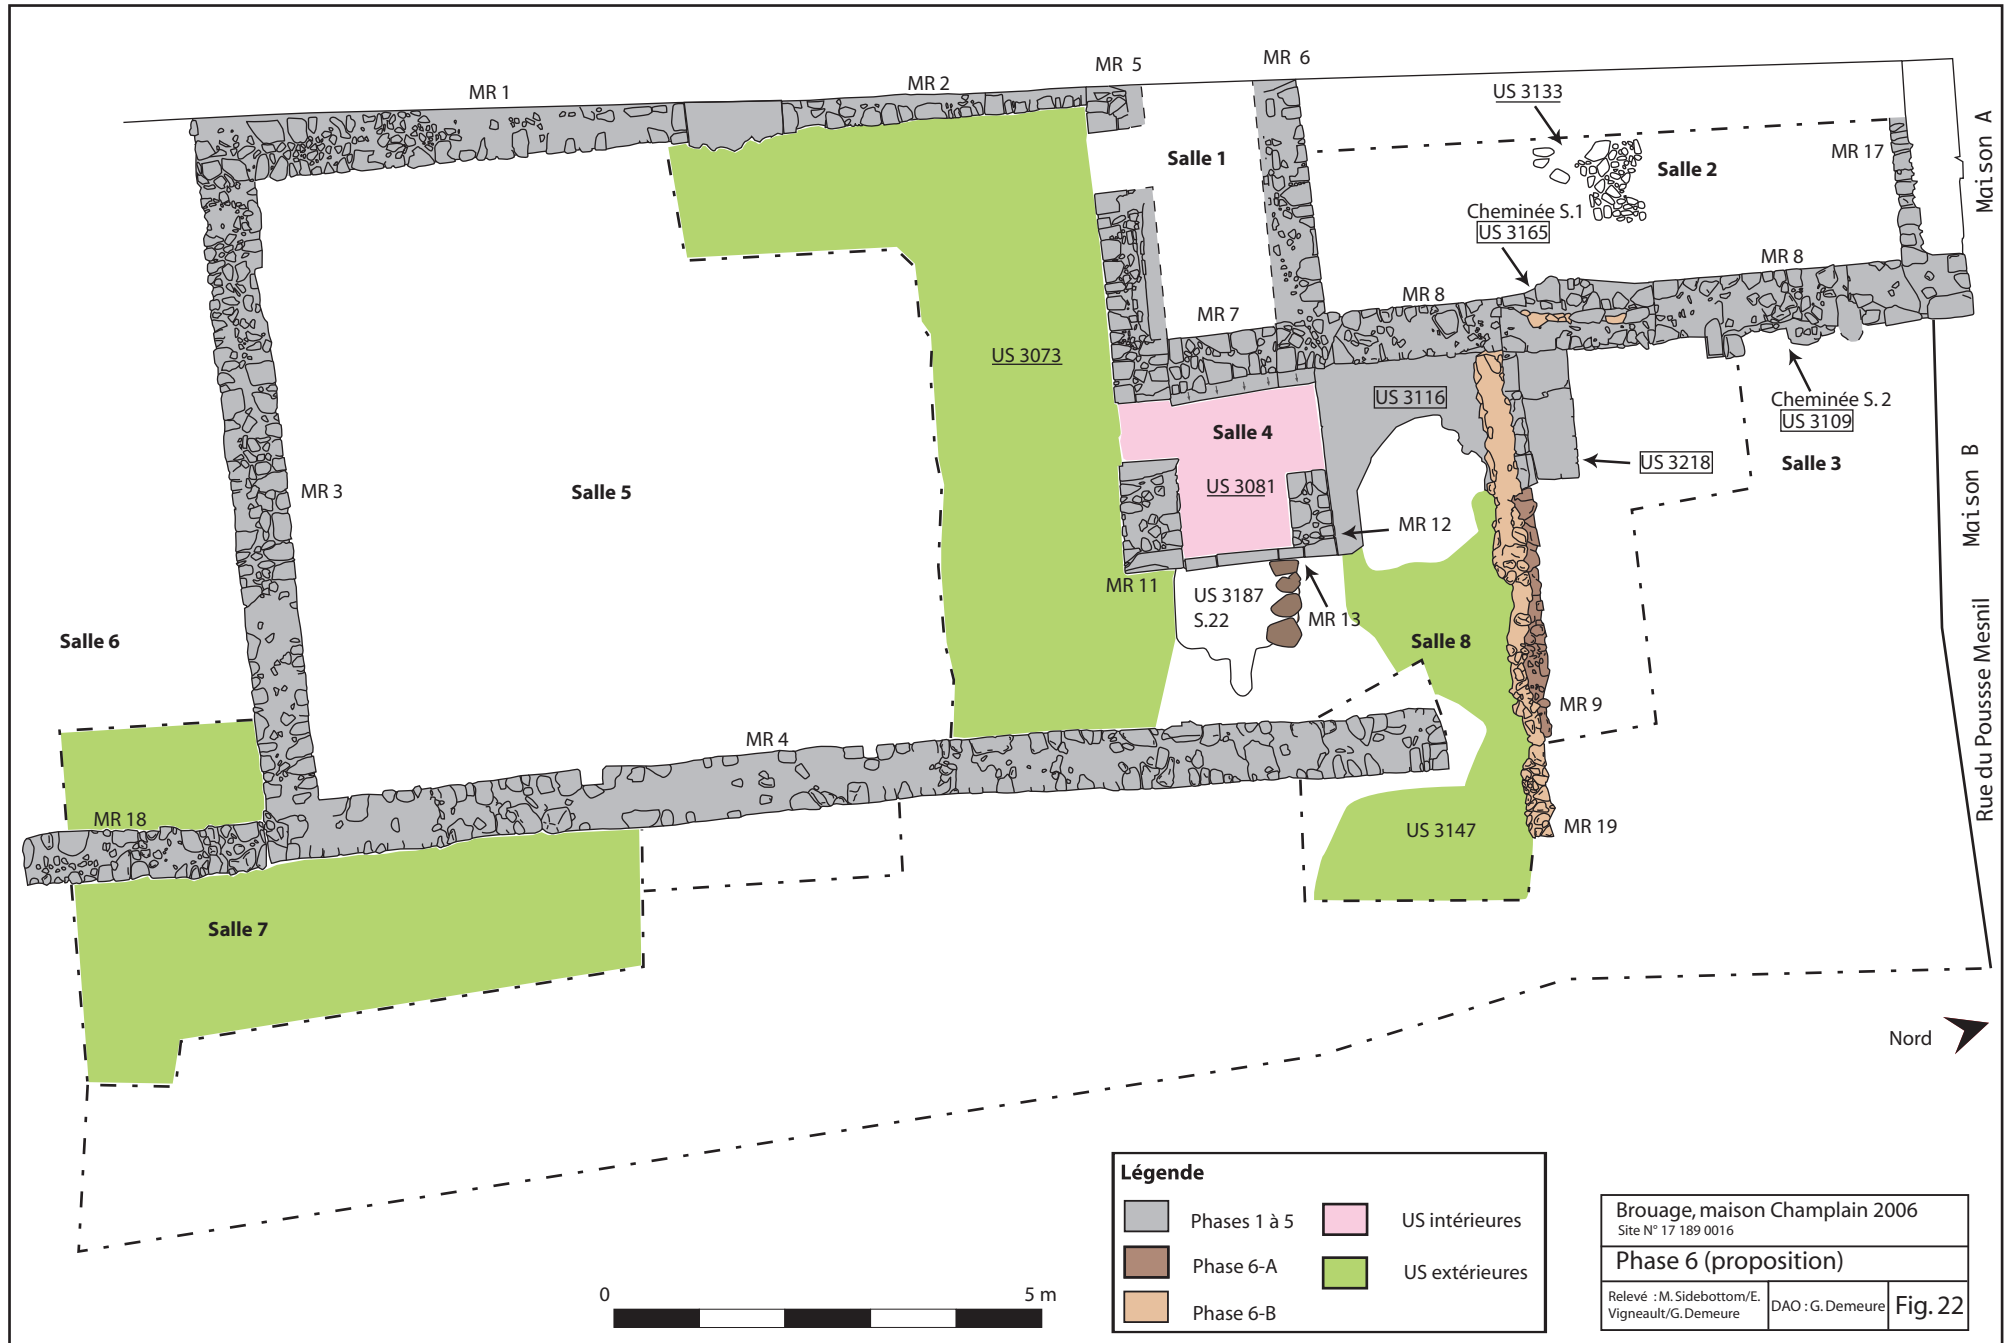 MR 1
MR 2
MR 5
MR 6
US 3133
Maison A
Salle 1
Salle 2
MR 17
Cheminée S.1
US 3165
MR 8
MR 8
MR 7
US 3073
US 3116
Cheminée S. 2
US 3109
Salle 4
Salle 3
US 3218
Maison B
MR 3
Salle 5
US 3081
MR 12
MR 11
US 3187
S.22
MR 13
Salle 6
Salle 8
Rue du Pousse Mesnil
MR 9
MR 4
MR 18
US 3147
MR 19
Salle 7
Nord
Légende
Phases 1 à 5
US intérieures
Phase 6-A
US extérieures
Phase 6-B
0
5 m
Brouage, maison Champlain 2006
Site N° 17 189 0016
Phase 6 (proposition)
Relevé : M. Sidebottom/E.
Vigneault/G. Demeure
DAO : G. Demeure
Fig. 22